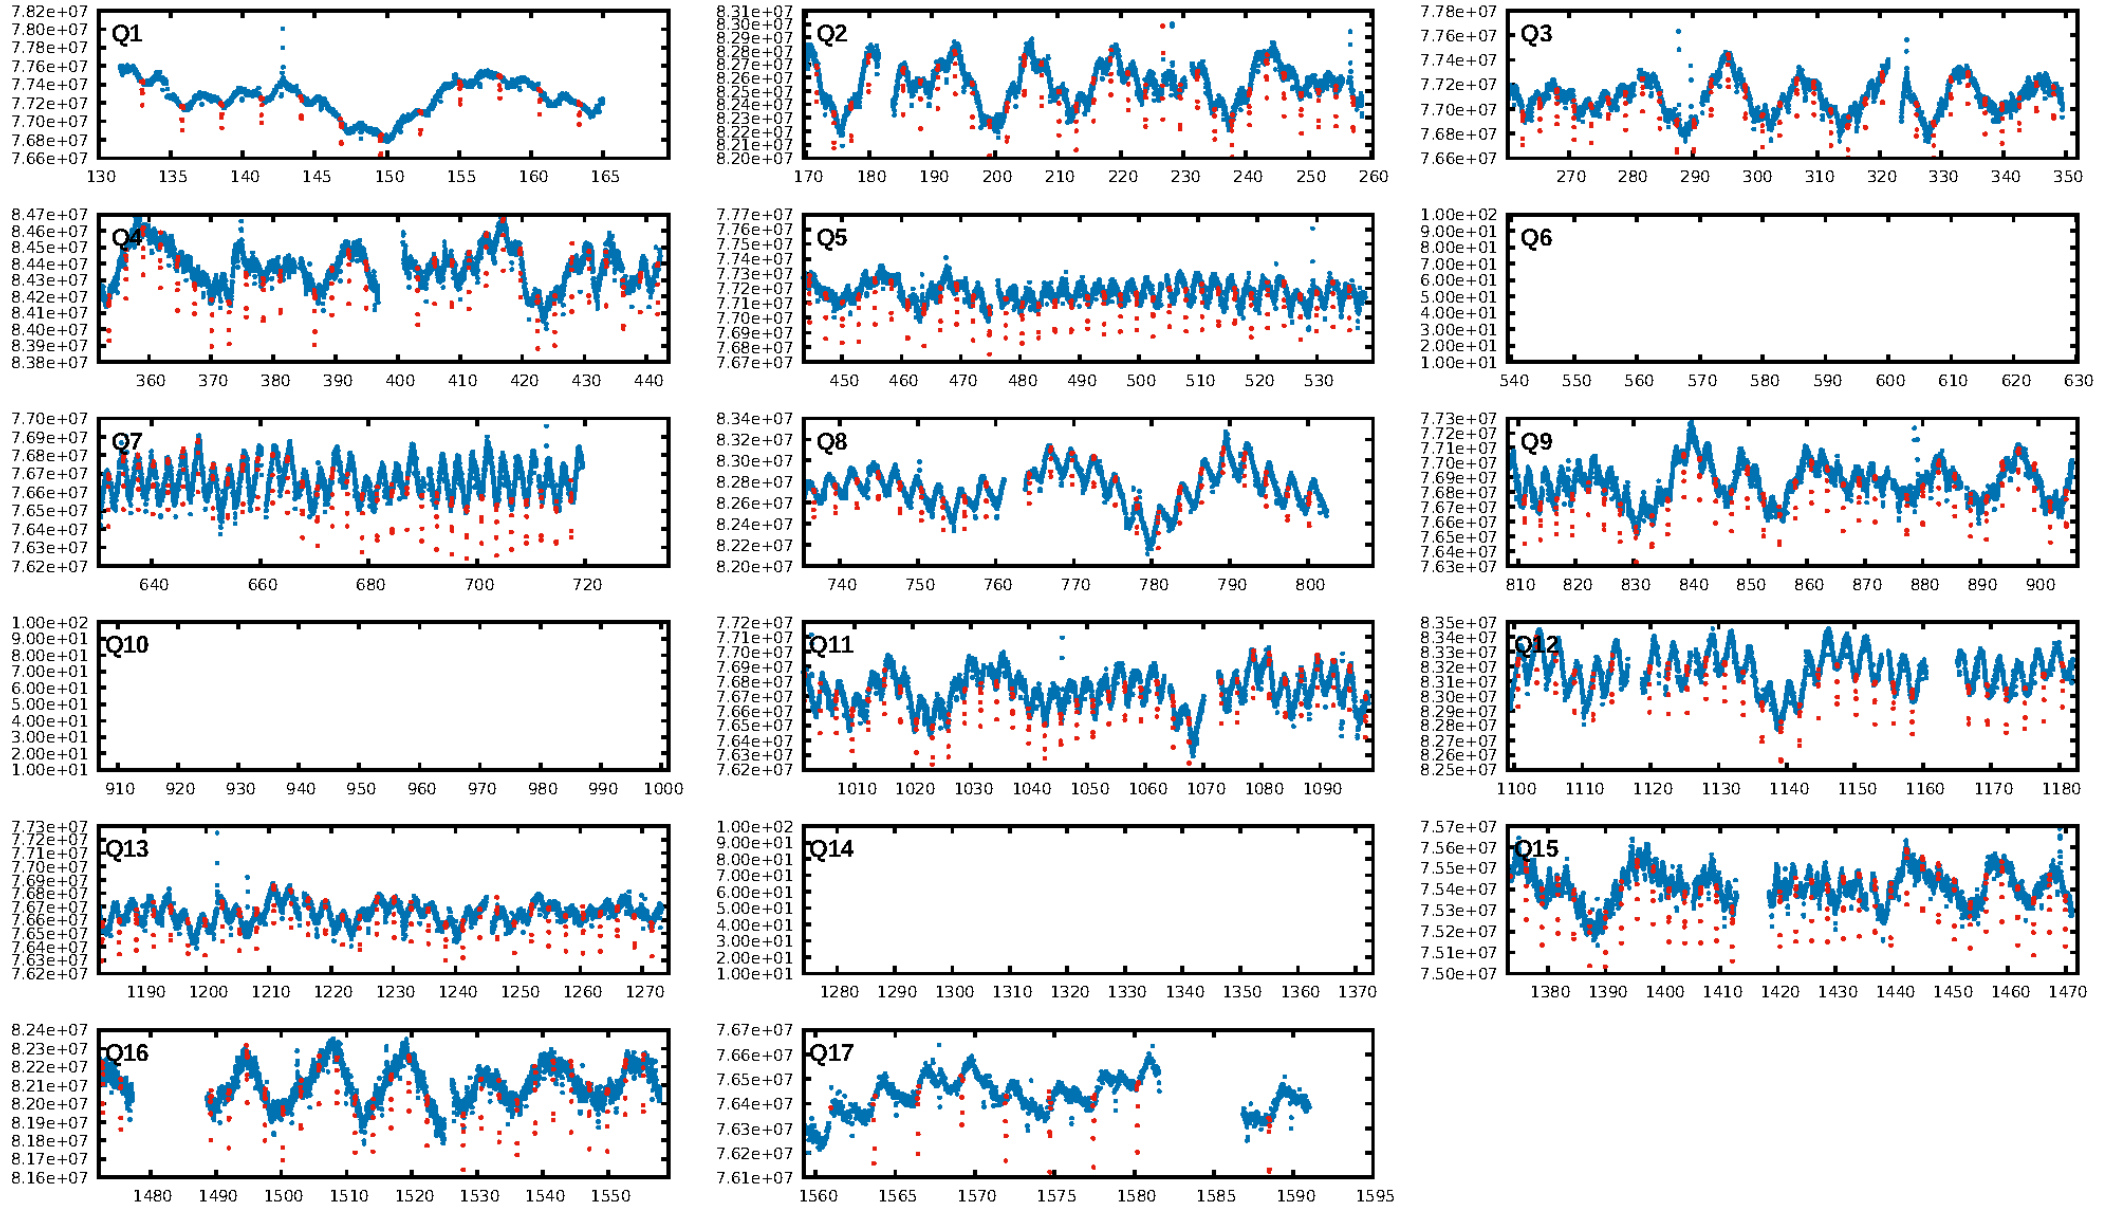 7.82e+07
7.80e+07
7.78e+07
7.76e+07
7.74e+07
7.72e+07
7.70e+07
7.68e+07
7.66e+07
Q1
130 135 140 145 150 155 160 165
8.31e+07
8.30e+07
8.29e+07
8.28e+07
8.27e+07
8.26e+07
8.25e+07
8.24e+07
8.23e+07
8.22e+07
8.21e+07
8.20e+07
Q2
170 180 190 200 210 220 230 240 250 260
7.78e+07
7.76e+07
7.74e+07
7.72e+07
7.70e+07
7.68e+07
7.66e+07
Q3
270 280 290 300 310 320 330 340 350
8.47e+07
8.46e+07
8.45e+07
8.44e+07
8.43e+07
8.42e+07
8.41e+07
8.40e+07
8.39e+07
8.38e+07
Q4
360 370 380 390 400 410 420 430 440
7.77e+07
7.76e+07
7.75e+07
7.74e+07
7.73e+07
7.72e+07
7.71e+07
7.70e+07
7.69e+07
7.68e+07
7.67e+07
Q5
450 460 470 480 490 500 510 520 530
1.00e+02
9.00e+01
8.00e+01
7.00e+01
6.00e+01
5.00e+01
4.00e+01
3.00e+01
2.00e+01
1.00e+01
Q6
540 550 560 570 580 590 600 610 620 630
7.70e+07
7.69e+07
7.68e+07
7.67e+07
7.66e+07
7.65e+07
7.64e+07
7.63e+07
7.62e+07
Q7
640 660 680 700 720
8.34e+07
8.32e+07
8.30e+07
8.28e+07
8.26e+07
8.24e+07
8.22e+07
8.20e+07
Q8
740 750 760 770 780 790 800
7.73e+07
7.72e+07
7.71e+07
7.70e+07
7.69e+07
7.68e+07
7.67e+07
7.66e+07
7.65e+07
7.64e+07
7.63e+07
Q9
810 820 830 840 850 860 870 880 890 900
1.00e+02
9.00e+01
8.00e+01
7.00e+01
6.00e+01
5.00e+01
4.00e+01
3.00e+01
2.00e+01
1.00e+01
Q10
910 920 930 940 950 960 970 980 990 1000
7.72e+07
7.71e+07
7.70e+07
7.69e+07
7.68e+07
7.67e+07
7.66e+07
7.65e+07
7.64e+07
7.63e+07
7.62e+07
Q11
1010 1020 1030 1040 1050 1060 1070 1080 1090
8.35e+07
8.34e+07
8.33e+07
8.32e+07
8.31e+07
8.30e+07
8.29e+07
8.28e+07
8.27e+07
8.26e+07
8.25e+07
Q12
1100 1110 1120 1130 1140 1150 1160 1170 1180
7.73e+07
7.72e+07
7.71e+07
7.70e+07
7.69e+07
7.68e+07
7.67e+07
7.66e+07
7.65e+07
7.64e+07
7.63e+07
7.62e+07
Q13
1190 1200 1210 1220 1230 1240 1250 1260 1270
1.00e+02
9.00e+01
8.00e+01
7.00e+01
6.00e+01
5.00e+01
4.00e+01
3.00e+01
2.00e+01
1.00e+01
Q14
1280 1290 1300 1310 1320 1330 1340 1350 1360 1370
7.57e+07
7.56e+07
7.55e+07
7.54e+07
7.53e+07
7.52e+07
7.51e+07
7.50e+07
Q15
1380 1390 1400 1410 1420 1430 1440 1450 1460 1470
8.24e+07
8.23e+07
8.22e+07
8.21e+07
8.20e+07
8.19e+07
8.18e+07
8.17e+07
8.16e+07
Q16
1480 1490 1500 1510 1520 1530 1540 1550
7.67e+07
7.66e+07
7.65e+07
7.64e+07
7.63e+07
7.62e+07
7.61e+07
Q17
1560 1565 1570 1575 1580 1585 1590 1595